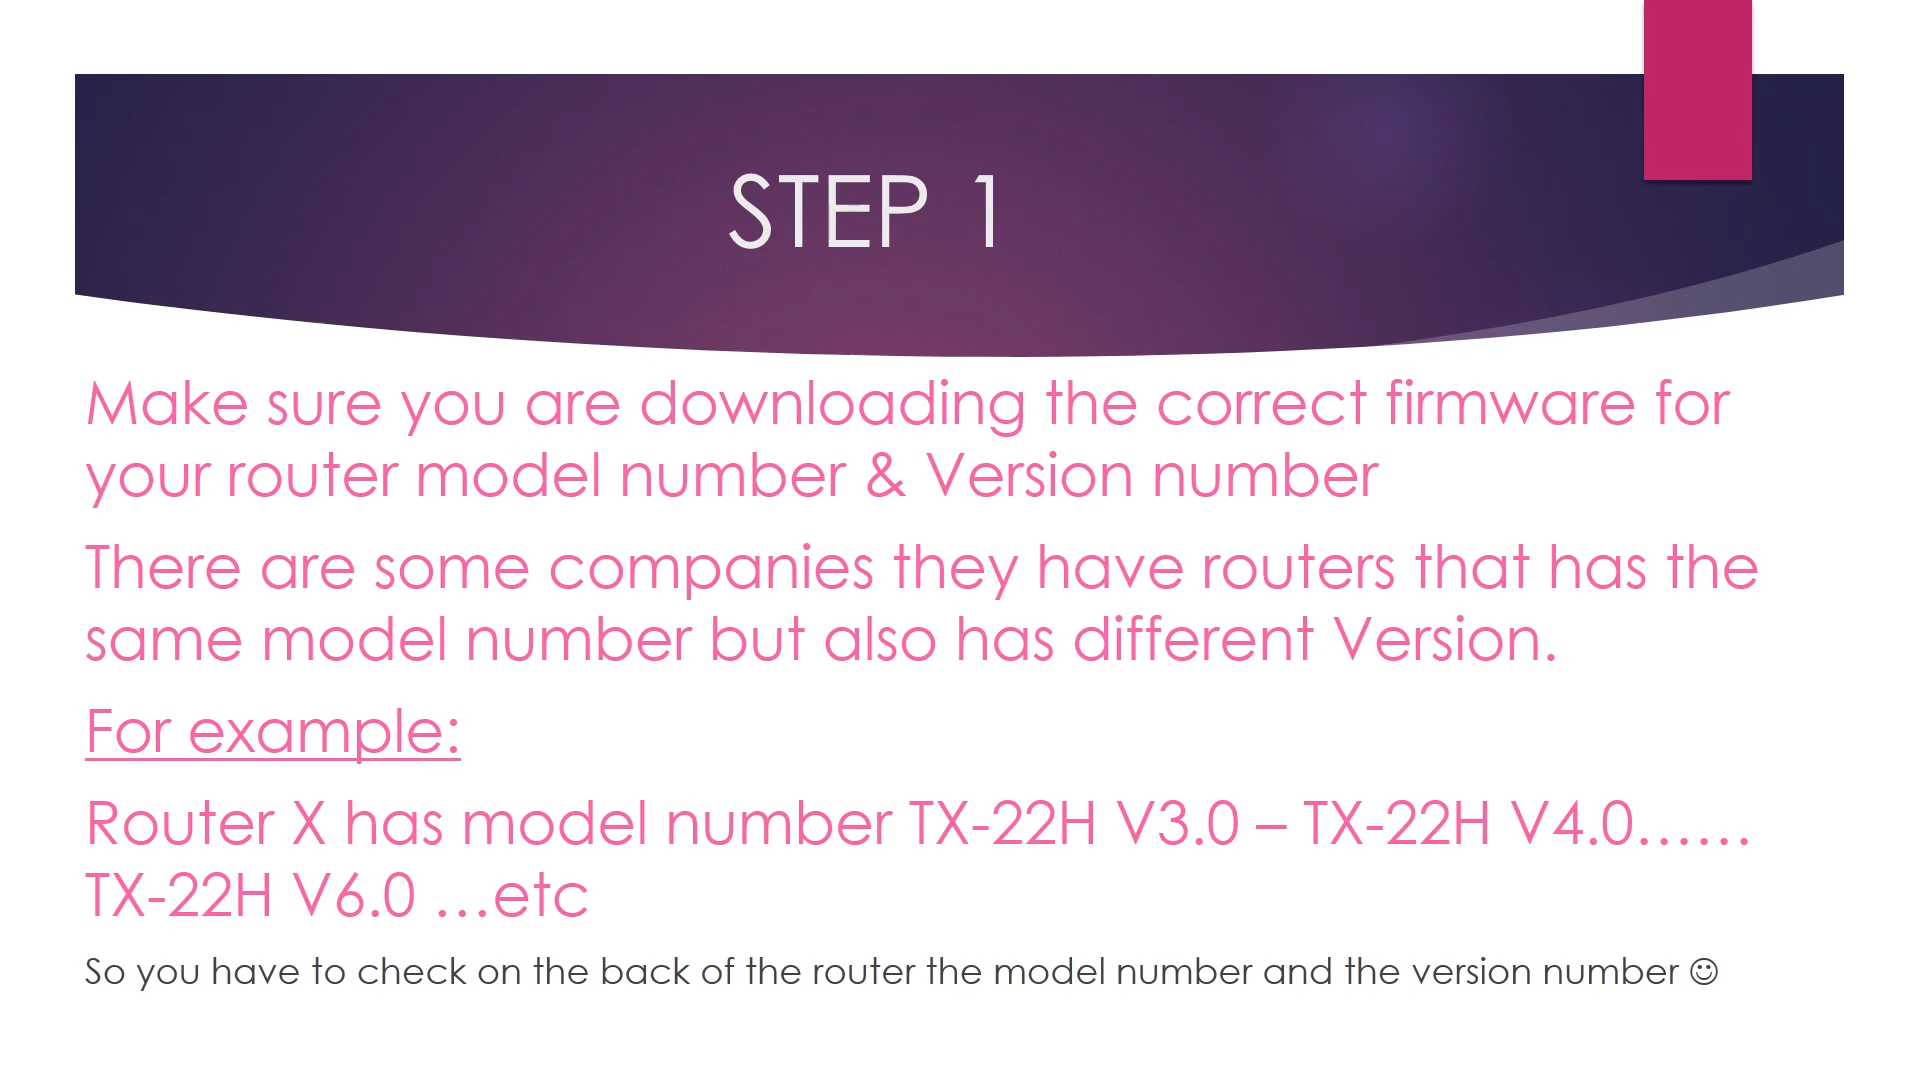 STEP 1
Make sure you are downloading the correct firmware for
your router model number & Version number
There are some companies they have routers that has the
same model number but also has different Version.
For example:
Router X has model number TX-22H V3.0 – TX-22H V4.0……
TX-22H V6.0 …etc
So you have to check on the back of the router the model number and the version number ☺